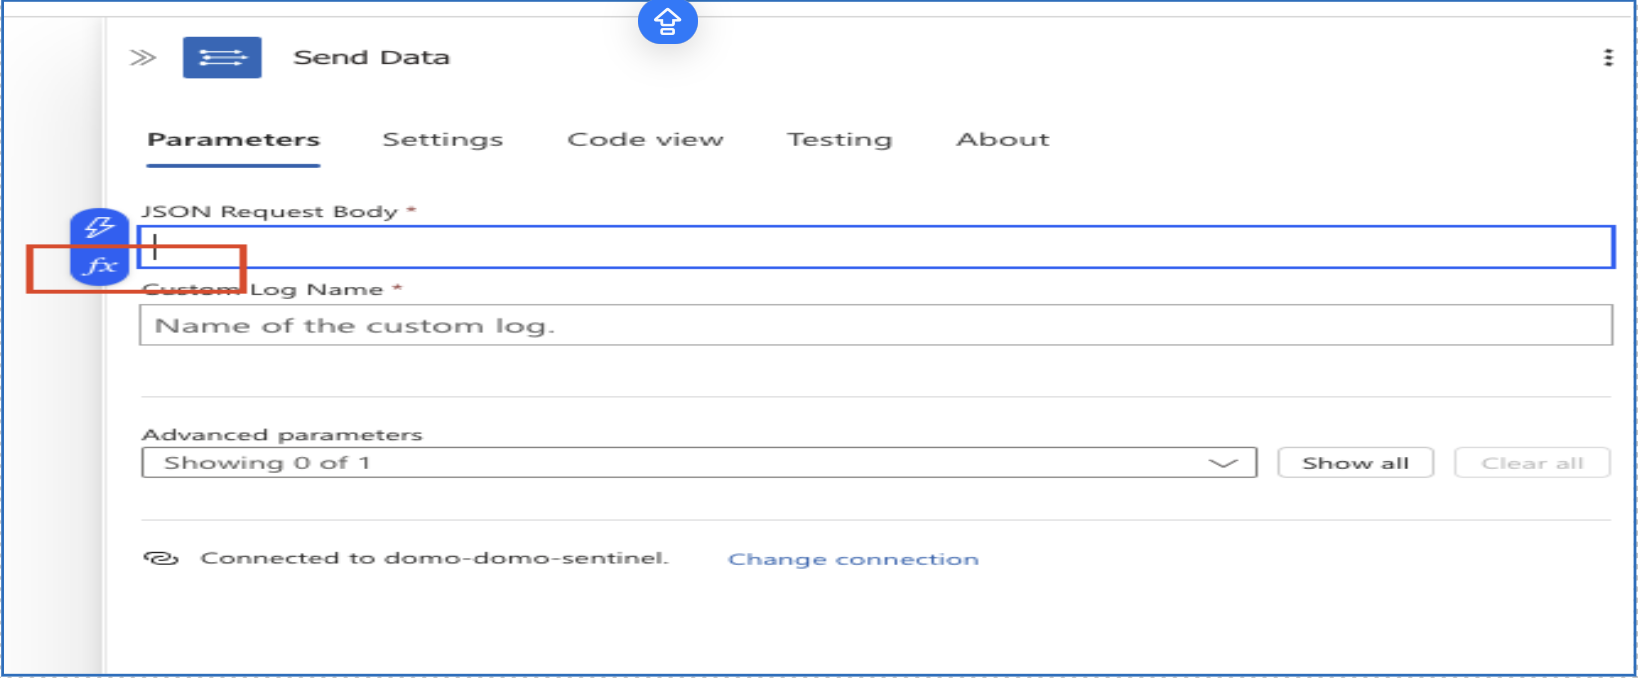 Send Data
Parameters Settings Code view Testing About
JSON Request Body *
fx
Custom Log Name *
Name of the custom log.
Advanced parameters
Showing 0 of 1 Show all Clear all
Connected to domo-domo-sentinel. Change connection